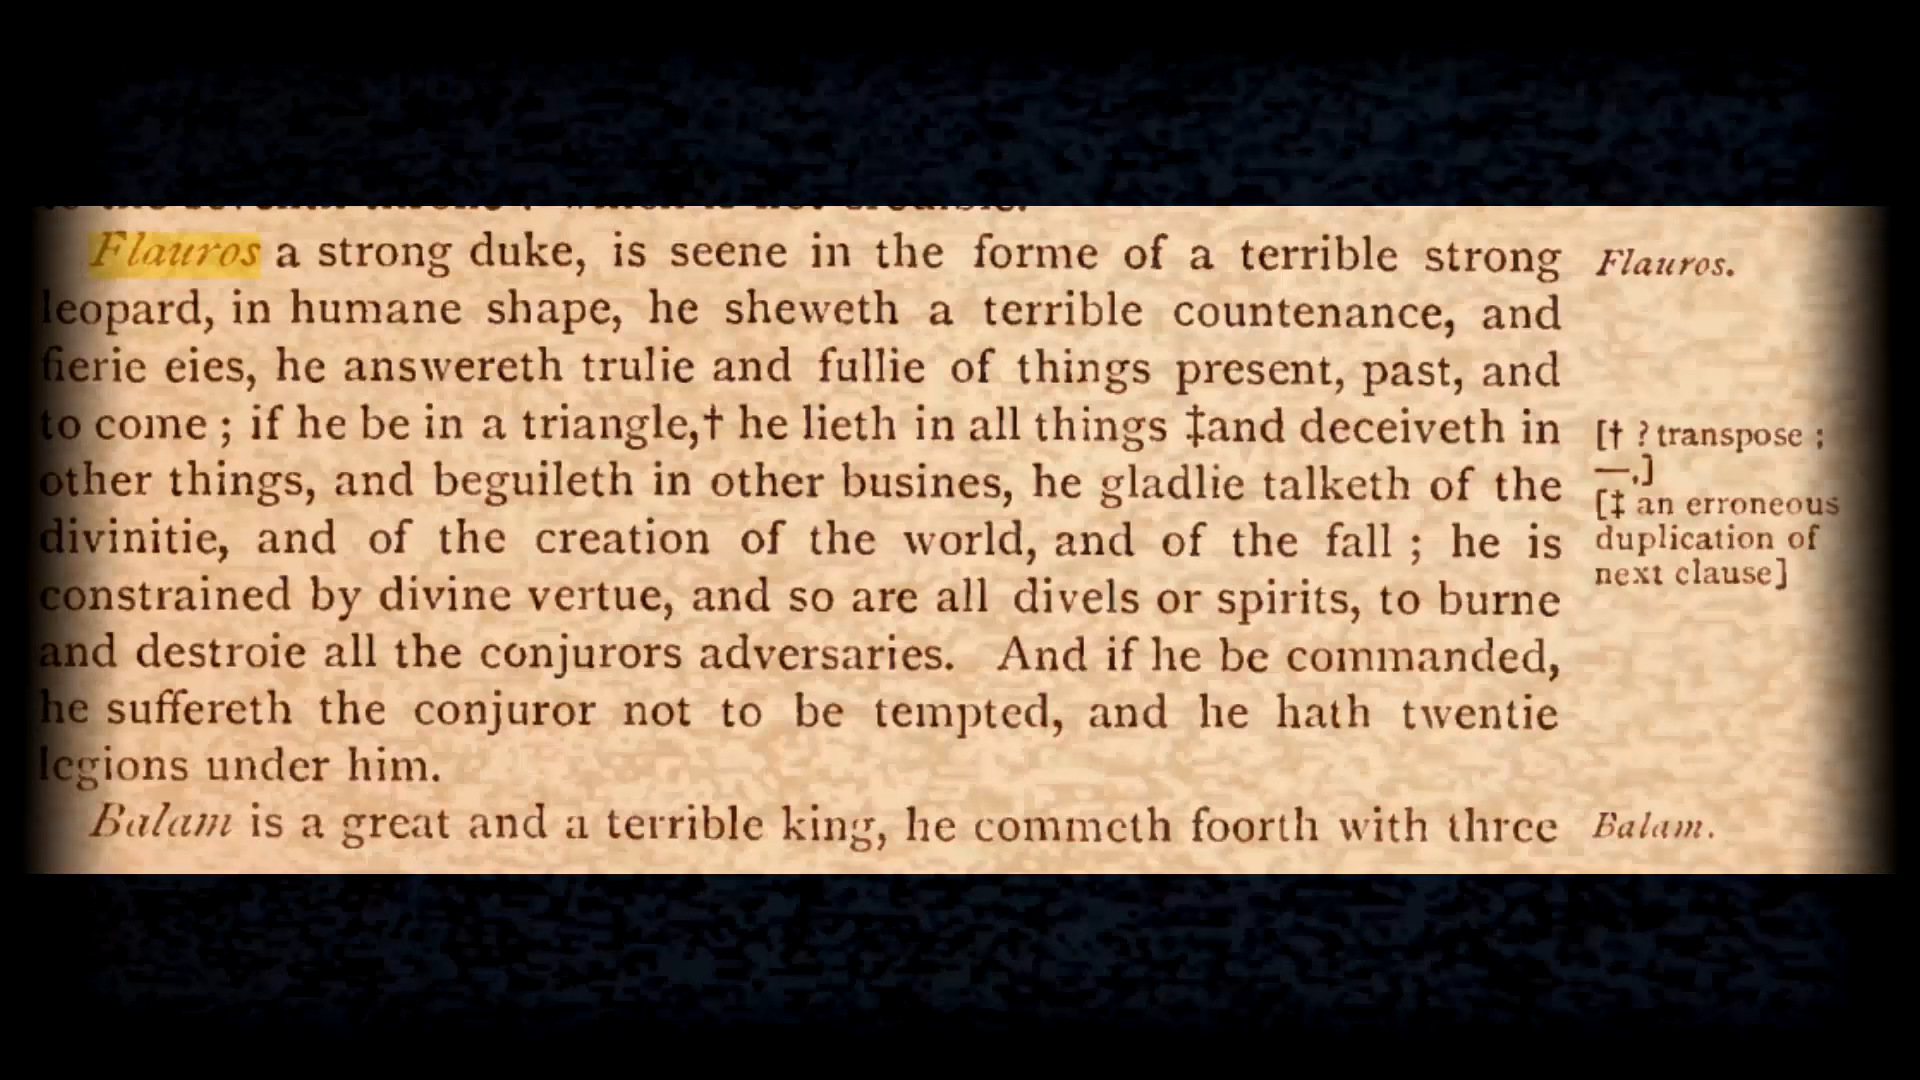 Flauros a strong duke, is seene in the forme of a terrible strong
Flauros.
leopard, in humane shape, he sheweth a terrible countenance, and
fierie eies, he answereth trulie and fullie of things present, past, and
to come ; if he be in a triangle,† he lieth in all things ‡and deceiveth in
[† ? transpose ;
—,]
other things, and beguileth in other busines, he gladlie talketh of the
[‡ an erroneous
divinitie, and of the creation of the world, and of the fall ; he is
duplication of
next clause]
constrained by divine vertue, and so are all divels or spirits, to burne
and destroie all the conjurors adversaries. And if he be commanded,
he suffereth the conjuror not to be tempted, and he hath twentie
legions under him.
Balam is a great and a terrible king, he commeth foorth with three
Balam.